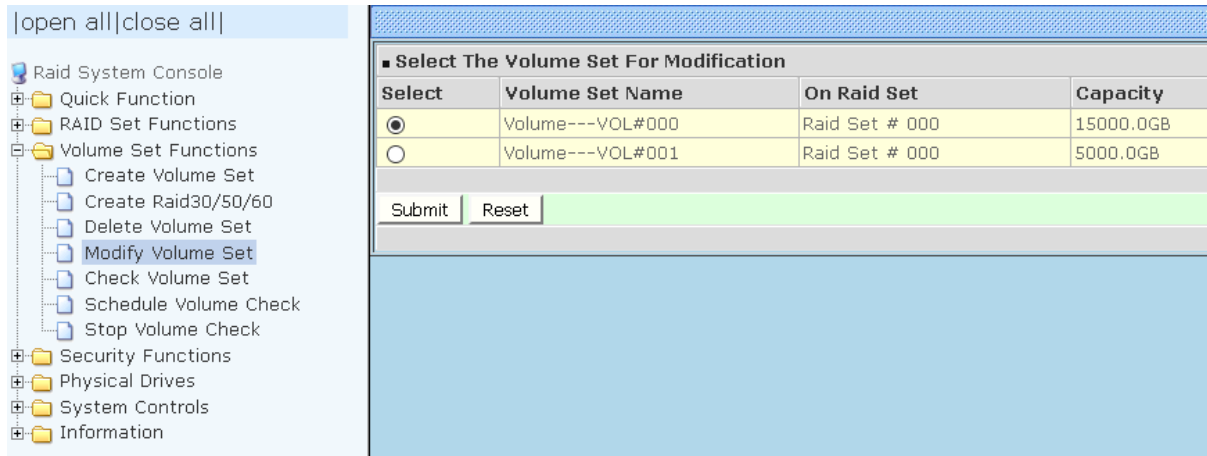 |open all|close all|
Raid System Console
Quick Function
RAID Set Functions
Volume Set Functions
Create Volume Set
Create Raid30/50/60
Delete Volume Set
Modify Volume Set
Check Volume Set
Schedule Volume Check
Stop Volume Check
Security Functions
Physical Drives
System Controls
Information
Select The Volume Set For Modification
Select Volume Set Name On Raid Set Capacity
Volume---VOL#000 Raid Set # 000 15000.0GB
Volume---VOL#001 Raid Set # 000 5000.0GB
Submit Reset